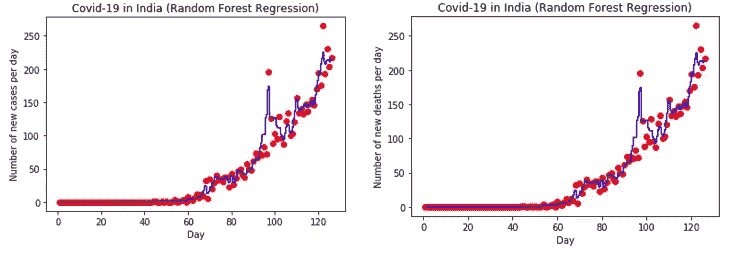 Covid-19 in India (Random Forest Regression)
Number of new cases per day
250
200
150
100
50
0
0 20 40 60 80 100 120
Day
Covid-19 in India (Random Forest Regression)
Number of new deaths per day
250
200
150
100
50
0
0 20 40 60 80 100 120
Day